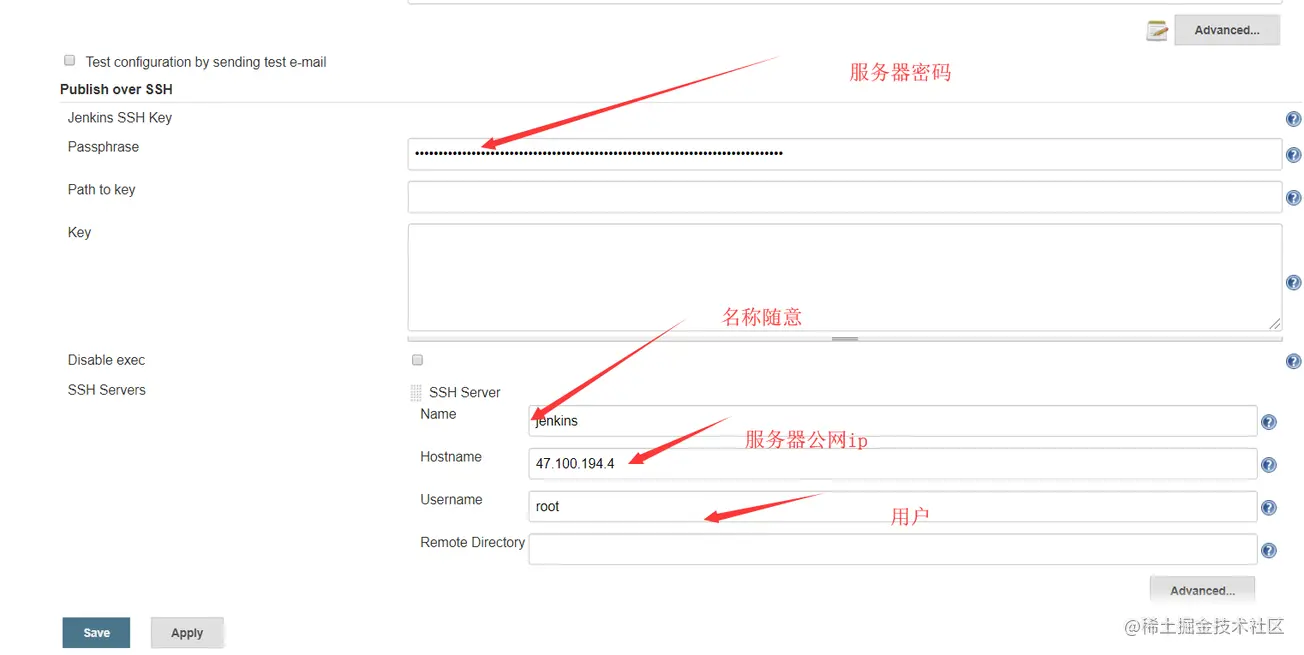 Advanced...
Test configuration by sending test e-mail
服务器密码
Publish over SSH
Jenkins SSH Key
Passphrase
Path to key
Key
名称随意
Disable exec
SSH Servers
SSH Server
Name
jenkins
服务器公网ip
Hostname
47.100.194.4
Username
root
用户
Remote Directory
Advanced...
Save
Apply
@稀土掘金技术社区